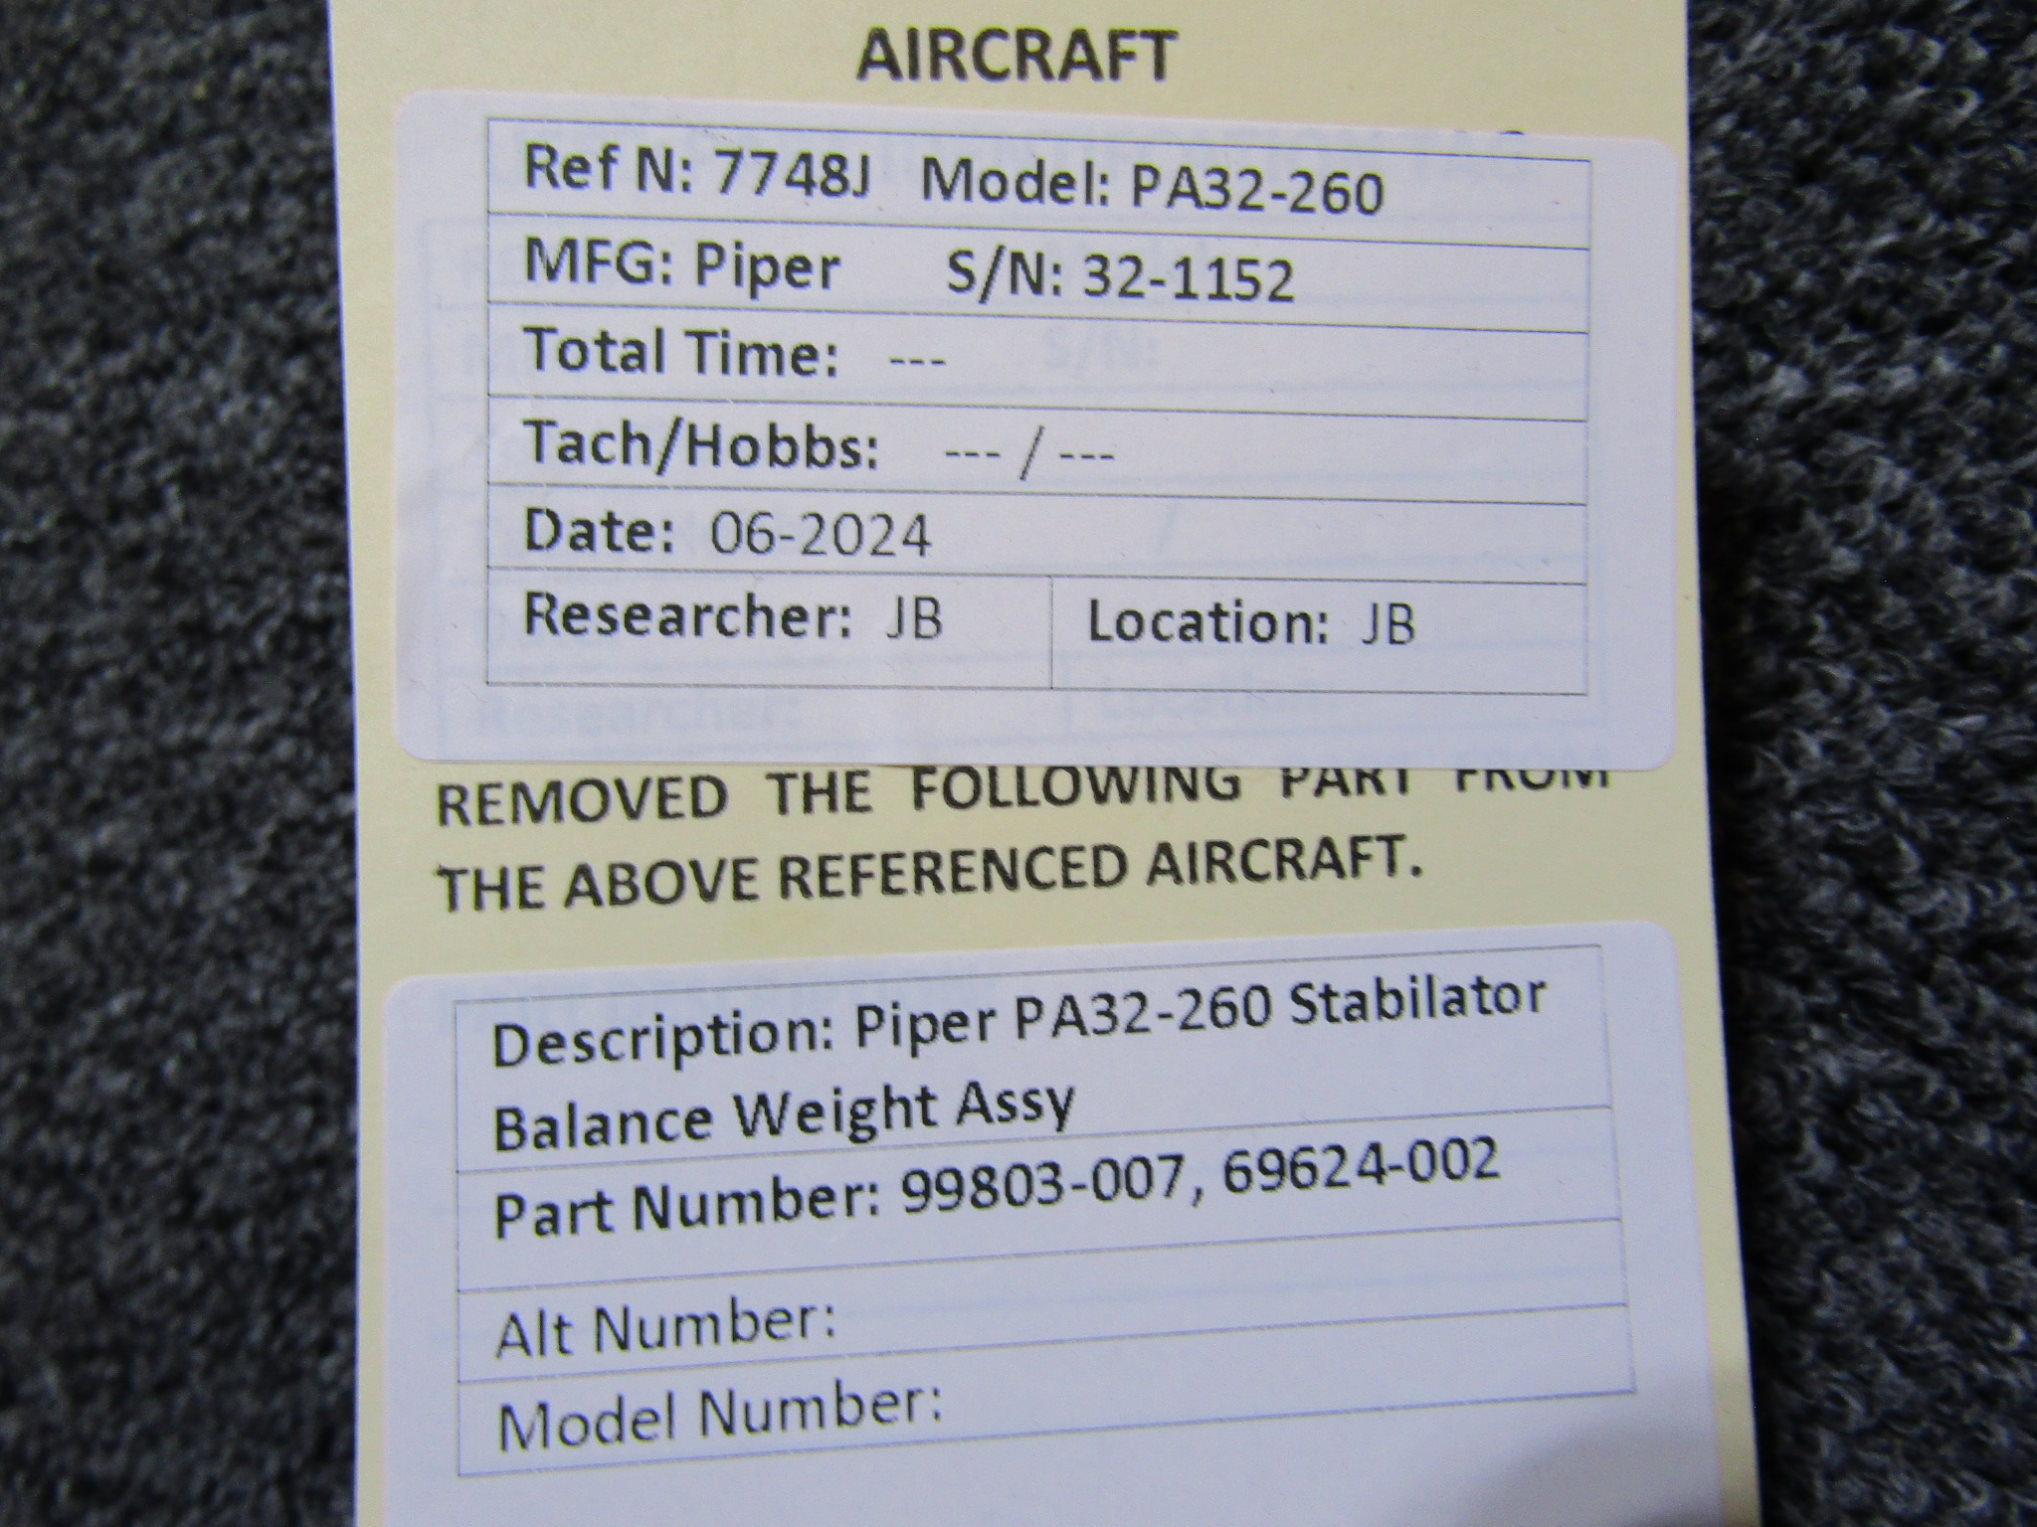 AIRCRAFT
Ref N: 7748J Model: PA32-260
MFG: Piper S/N: 32-1152
Total Time: ---
Tach/Hobbs: --- / ---
Date: 06-2024
Researcher: JB Location: JB
REMOVED THE FOLLOWING PART FROM
THE ABOVE REFERENCED AIRCRAFT.
Description: Piper PA32-260 Stabilator
Balance Weight Assy
Part Number: 99803-007, 69624-002
Alt Number:
Model Number: